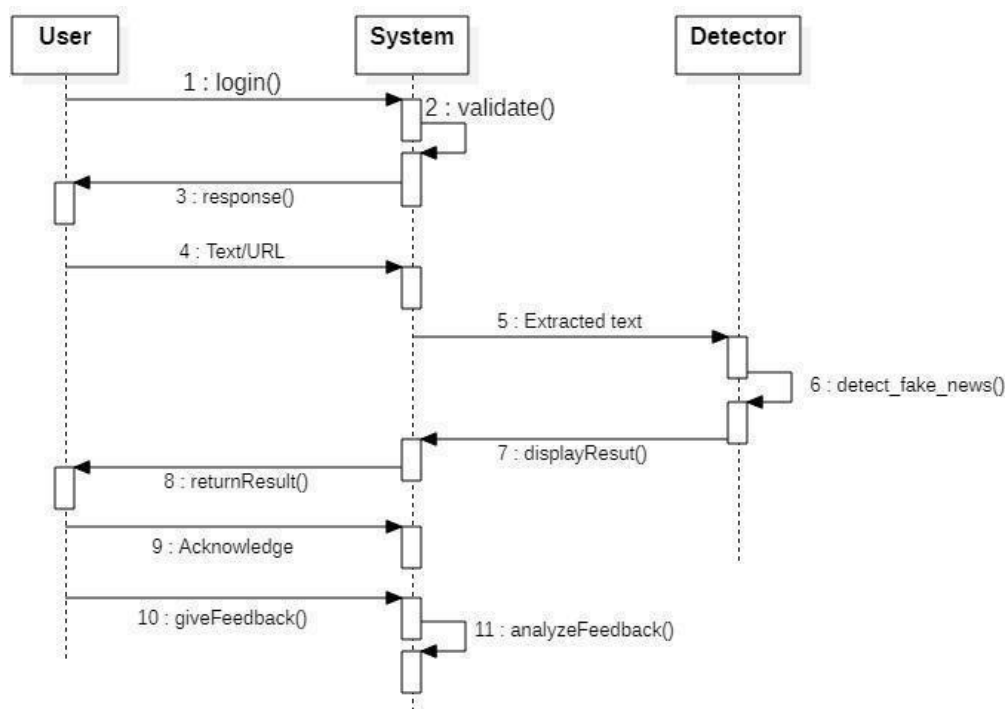 User
System
Detector
1 : login()
2 : validate()
3 : response()
4 : Text/URL
5 : Extracted text
6 : detect_fake_news()
7 : displayResut()
8 : returnResult()
9 : Acknowledge
10 : giveFeedback()
11 : analyzeFeedback()